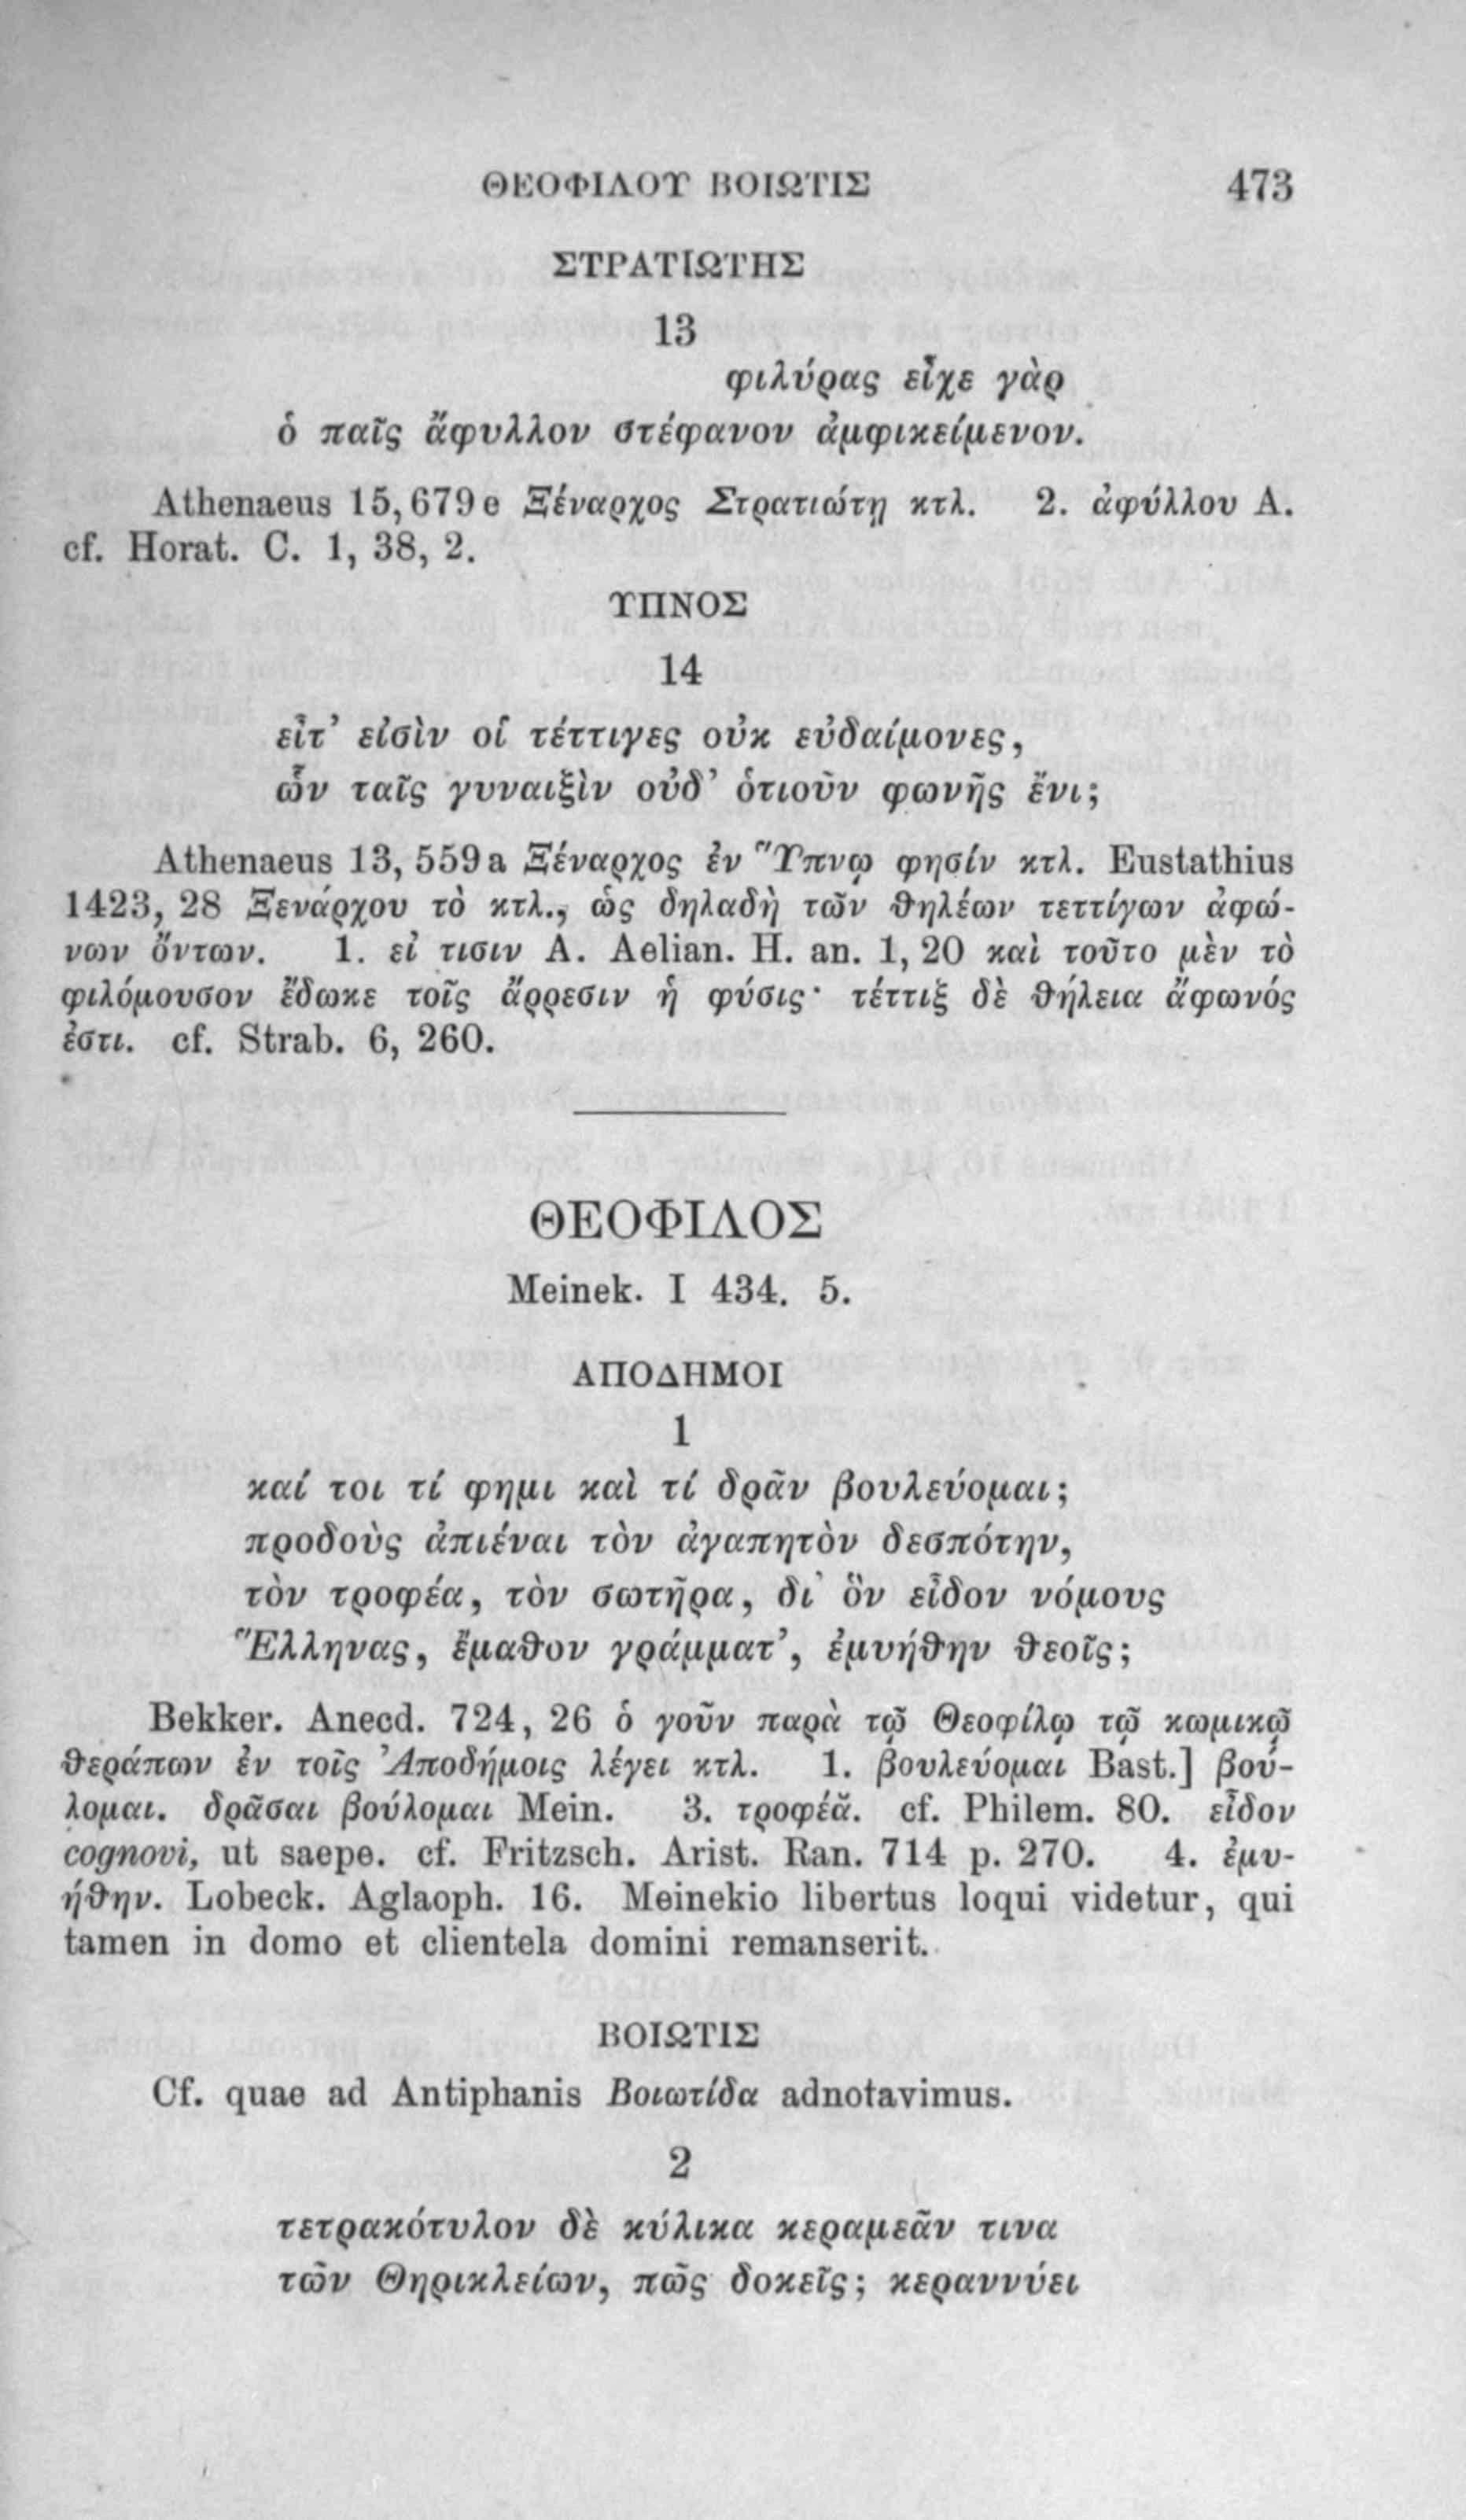 ΘΕΟΦΙΛΟΥ ΒΟΙΩΤΙΣ 473
ΣΤΡΑΤΙΩΤΗΣ
13
φιλύρας εἶχε γὰρ
ὁ παῖς ἄφυλλον στέφανον ἀμφικείμενον.
Athenaeus 15, 679 e Ξέναρχος Στρατιώτῃ κτλ. 2. ἀφύλλου A.
cf. Horat. C. 1, 38, 2.
ΥΠΝΟΣ
14
εἶτ’ εἰσὶν οἱ τέττιγες οὐκ εὐδαίμονες,
ὧν ταῖς γυναιξὶν οὐδ’ ὁτιοῦν φωνῆς ἔνι;
Athenaeus 13, 559 a Ξέναρχος ἐν Ὕπνῳ φησίν κτλ. Eustathius
1423, 28 Ξενάρχου τὸ κτλ., ὡς δηλαδὴ τῶν θηλέων τεττίγων ἀφώ-
νων ὄντων. 1. εἰ τισιν A. Aelian. H. an. 1, 20 καὶ τοῦτο μὲν τὸ
φιλόμουσον ἔδωκε τοῖς ἄρρεσιν ἡ φύσις· τέττιξ δὲ θήλεια ἄφωνός
ἐστι. cf. Strab. 6, 260.
ΘΕΟΦΙΛΟΣ
Meinek. I 434. 5.
ΑΠΟΔΗΜΟΙ
1
καί τοι τί φημι καὶ τί δρᾶν βουλεύομαι;
προδοὺς ἀπιέναι τὸν ἀγαπητὸν δεσπότην,
τὸν τροφέα, τὸν σωτῆρα, δι’ ὃν εἶδον νόμους
Ἕλληνας, ἔμαθον γράμματ’, ἐμυήθην θεοῖς;
Bekker. Anecd. 724, 26 ὁ γοῦν παρὰ τῷ Θεοφίλῳ τῷ κωμικῷ
θεράπων ἐν τοῖς Ἀποδήμοις λέγει κτλ. 1. βουλεύομαι Bast.] βού-
λομαι. δρᾶσαι βούλομαι Mein. 3. τροφέᾰ. cf. Philem. 80. εἶδον
cognovi, ut saepe. cf. Fritzsch. Arist. Ran. 714 p. 270. 4. ἐμυ-
ήθην. Lobeck. Aglaoph. 16. Meinekio libertus loqui videtur, qui
tamen in domo et clientela domini remanserit.
ΒΟΙΩΤΙΣ
Cf. quae ad Antiphanis Βοιωτίδα adnotavimus.
2
τετρακότυλον δὲ κύλικα κεραμεᾶν τινα
τῶν Θηρικλείων, πῶς δοκεῖς; κεραννύει